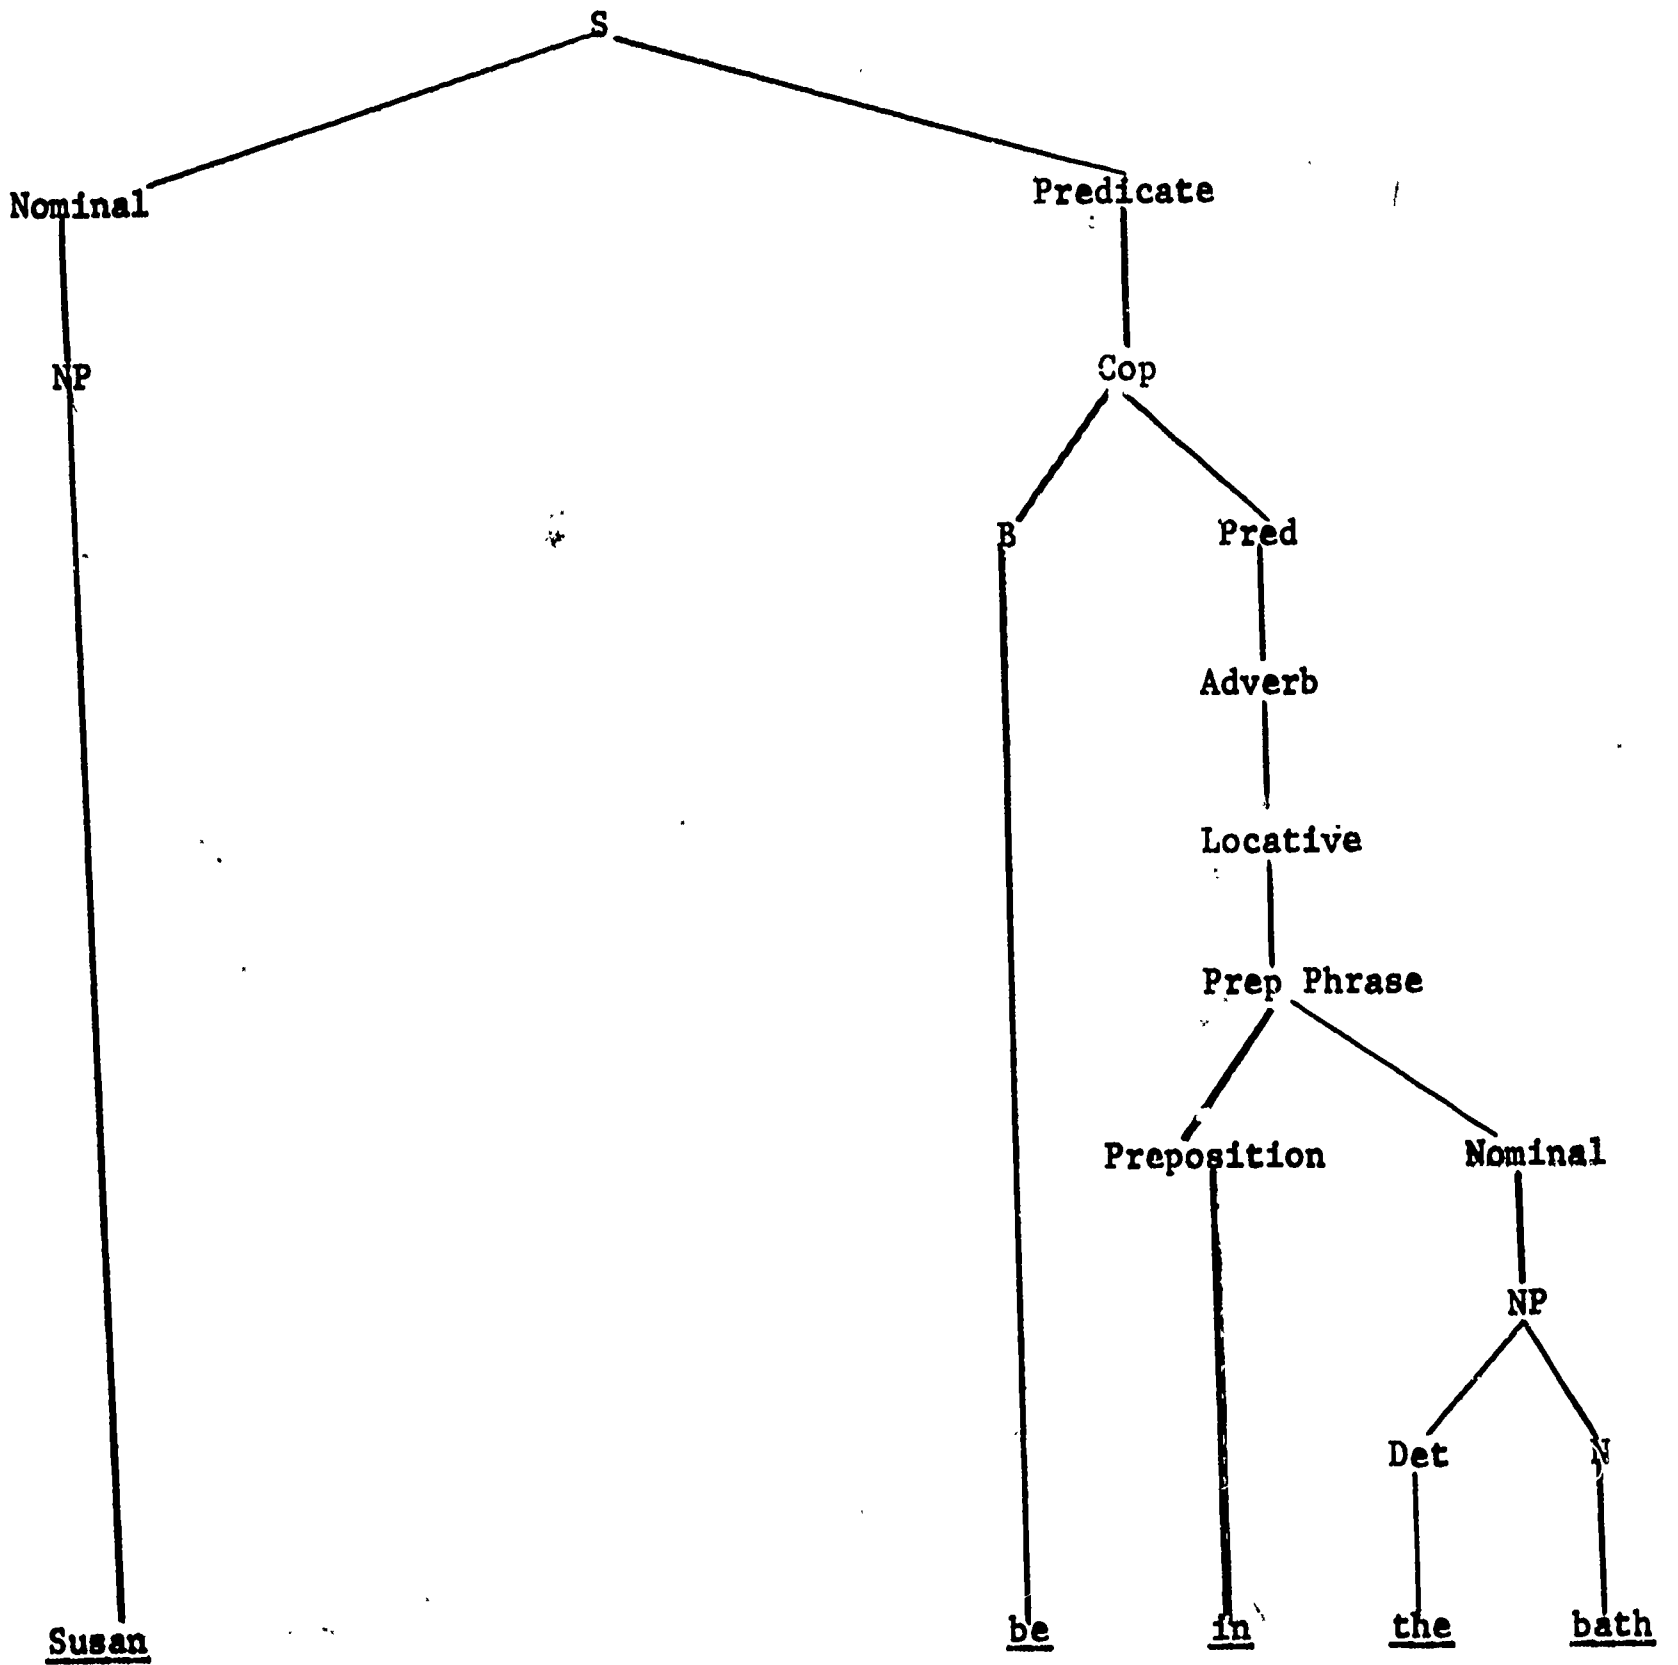 S
Nominal Predicate
NP Cop
B Pred
Adverb
Locative
Prep Phrase
Preposition Nominal
NP
Det N
Susan be in the bath